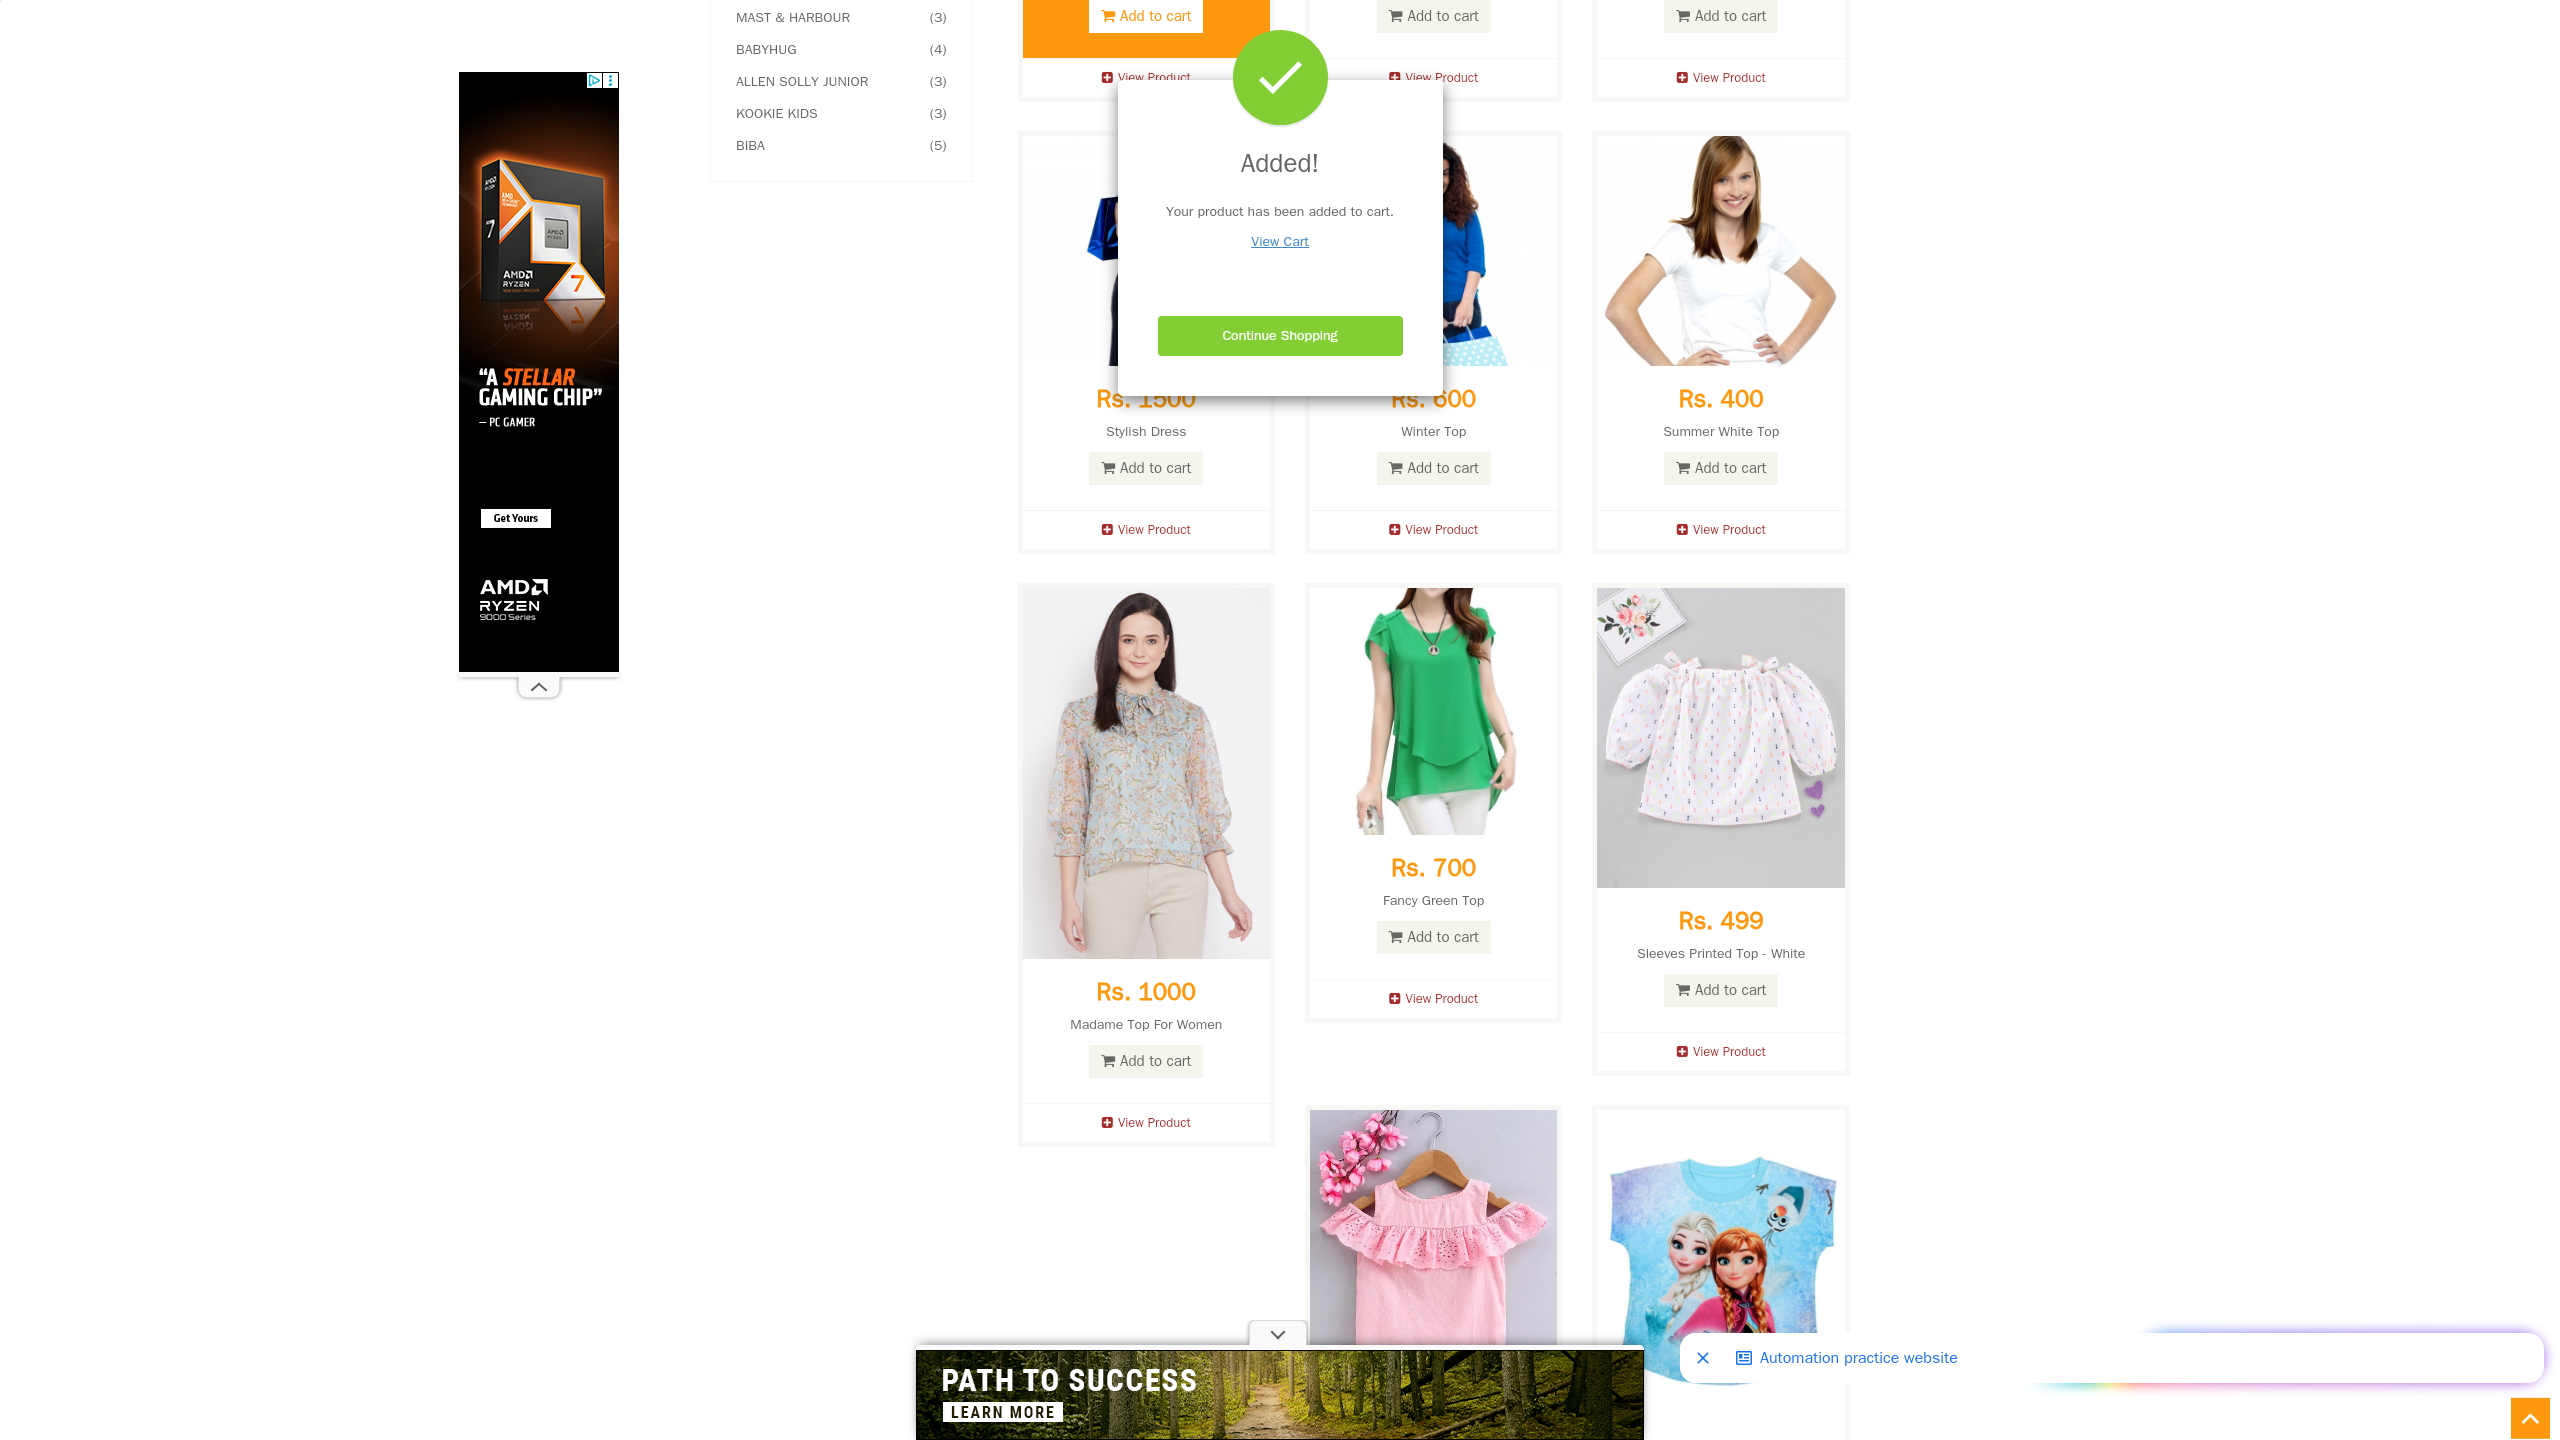 MAST & HARBOUR (3)
BABYHUG (4)
ALLEN SOLLY JUNIOR (3)
KOOKIE KIDS (3)
BIBA (5)
AMD
RYZEN
7
7
“A STELLAR
GAMING CHIP”
– PC GAMER
Get Yours
AMD
RYZEN
9000 Series
Add to cart
Add to cart
Add to cart
View Product
View Product
View Product
Added!
Your product has been added to cart.
View Cart
Continue Shopping
Rs. 1500
Stylish Dress
Add to cart
View Product
Rs. 600
Winter Top
Add to cart
View Product
Rs. 400
Summer White Top
Add to cart
View Product
Rs. 1000
Madame Top For Women
Add to cart
View Product
Rs. 700
Fancy Green Top
Add to cart
View Product
Rs. 499
Sleeves Printed Top - White
Add to cart
View Product
PATH TO SUCCESS
LEARN MORE
Automation practice website